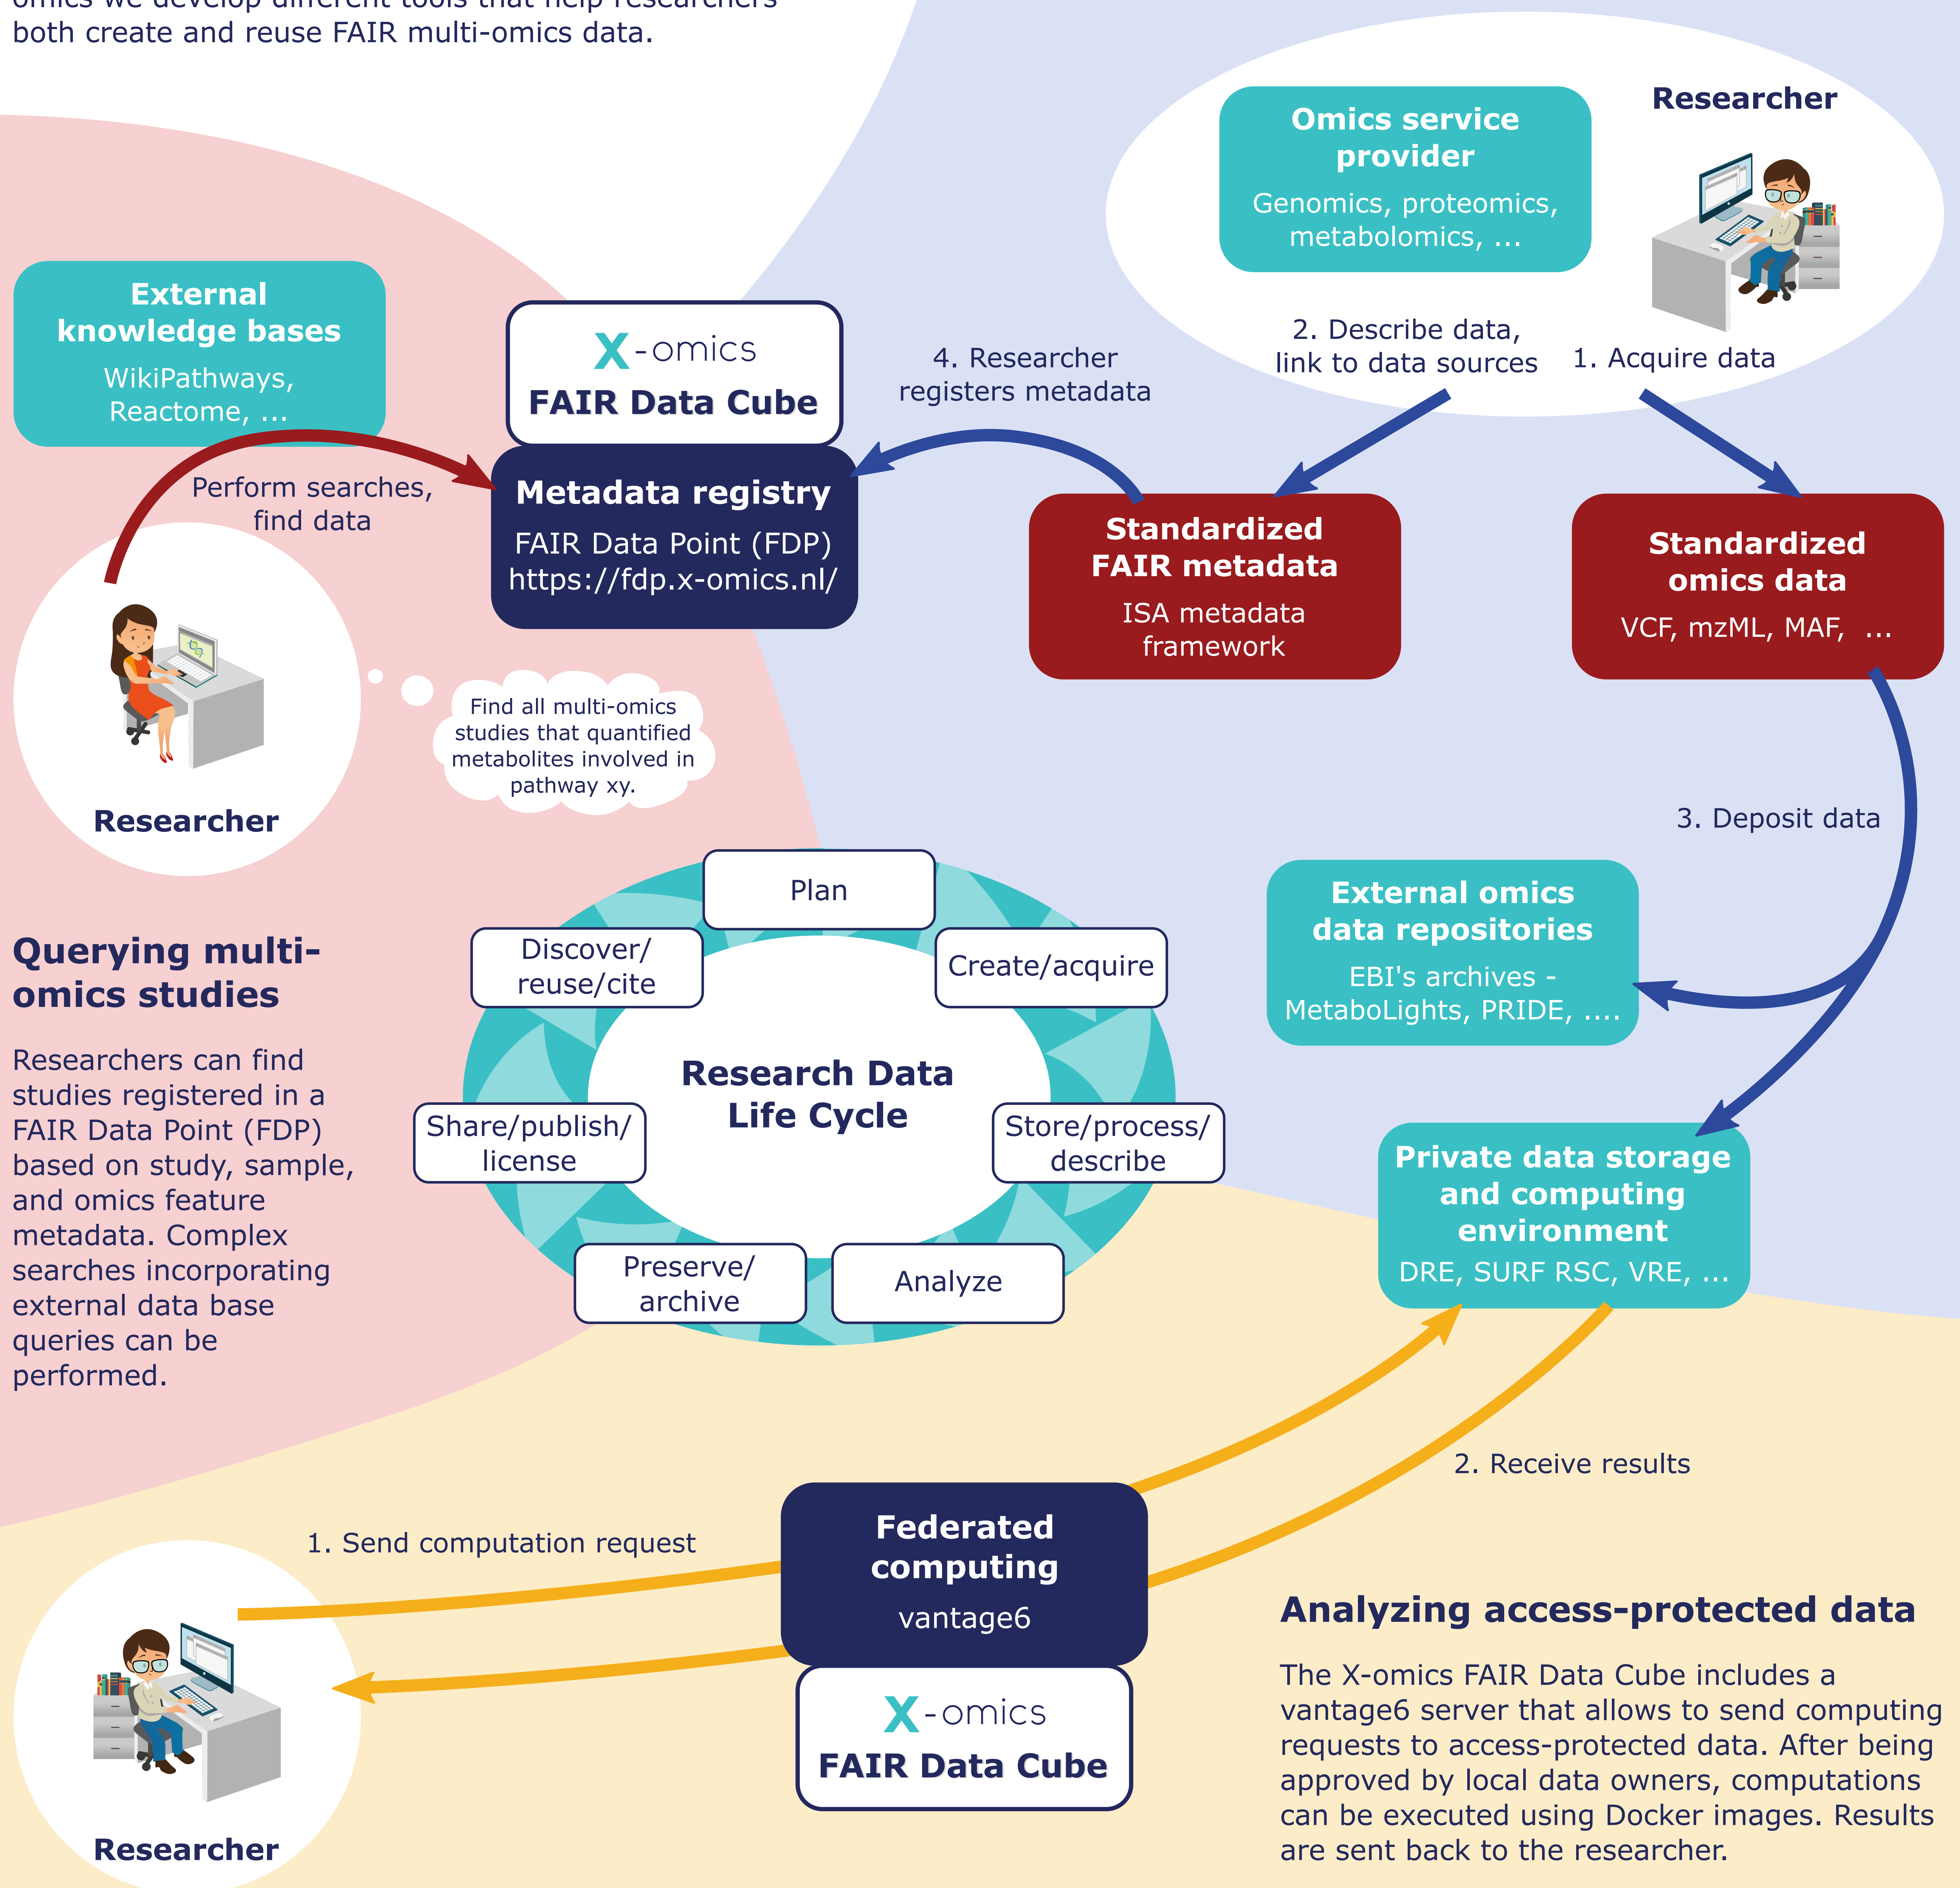 omics we develop different tools that help researchers
both create and reuse FAIR multi-omics data.
Omics service
provider
Genomics, proteomics,
metabolomics, ...
Researcher
2. Describe data,
link to data sources
1. Acquire data
External
knowledge bases
WikiPathways,
Reactome, ...
X-omics
FAIR Data Cube
4. Researcher
registers metadata
Perform searches,
find data
Metadata registry
FAIR Data Point (FDP)
https://fdp.x-omics.nl/
Standardized
FAIR metadata
ISA metadata
framework
Standardized
omics data
VCF, mzML, MAF,  ...
Find all multi-omics
studies that quantified
metabolites involved in
pathway xy.
Researcher
3. Deposit data
External omics
data repositories
EBI's archives -
MetaboLights, PRIDE, ....
Private data storage
and computing
environment
DRE, SURF RSC, VRE, ...
Plan
Discover/
reuse/cite
Create/acquire
Research Data
Life Cycle
Share/publish/
license
Store/process/
describe
Preserve/
archive
Analyze
Querying multi-
omics studies
Researchers can find
studies registered in a
FAIR Data Point (FDP)
based on study, sample,
and omics feature
metadata. Complex
searches incorporating
external data base
queries can be
performed.
2. Receive results
1. Send computation request
Federated
computing
vantage6
X-omics
FAIR Data Cube
Researcher
Analyzing access-protected data
The X-omics FAIR Data Cube includes a
vantage6 server that allows to send computing
requests to access-protected data. After being
approved by local data owners, computations
can be executed using Docker images. Results
are sent back to the researcher.